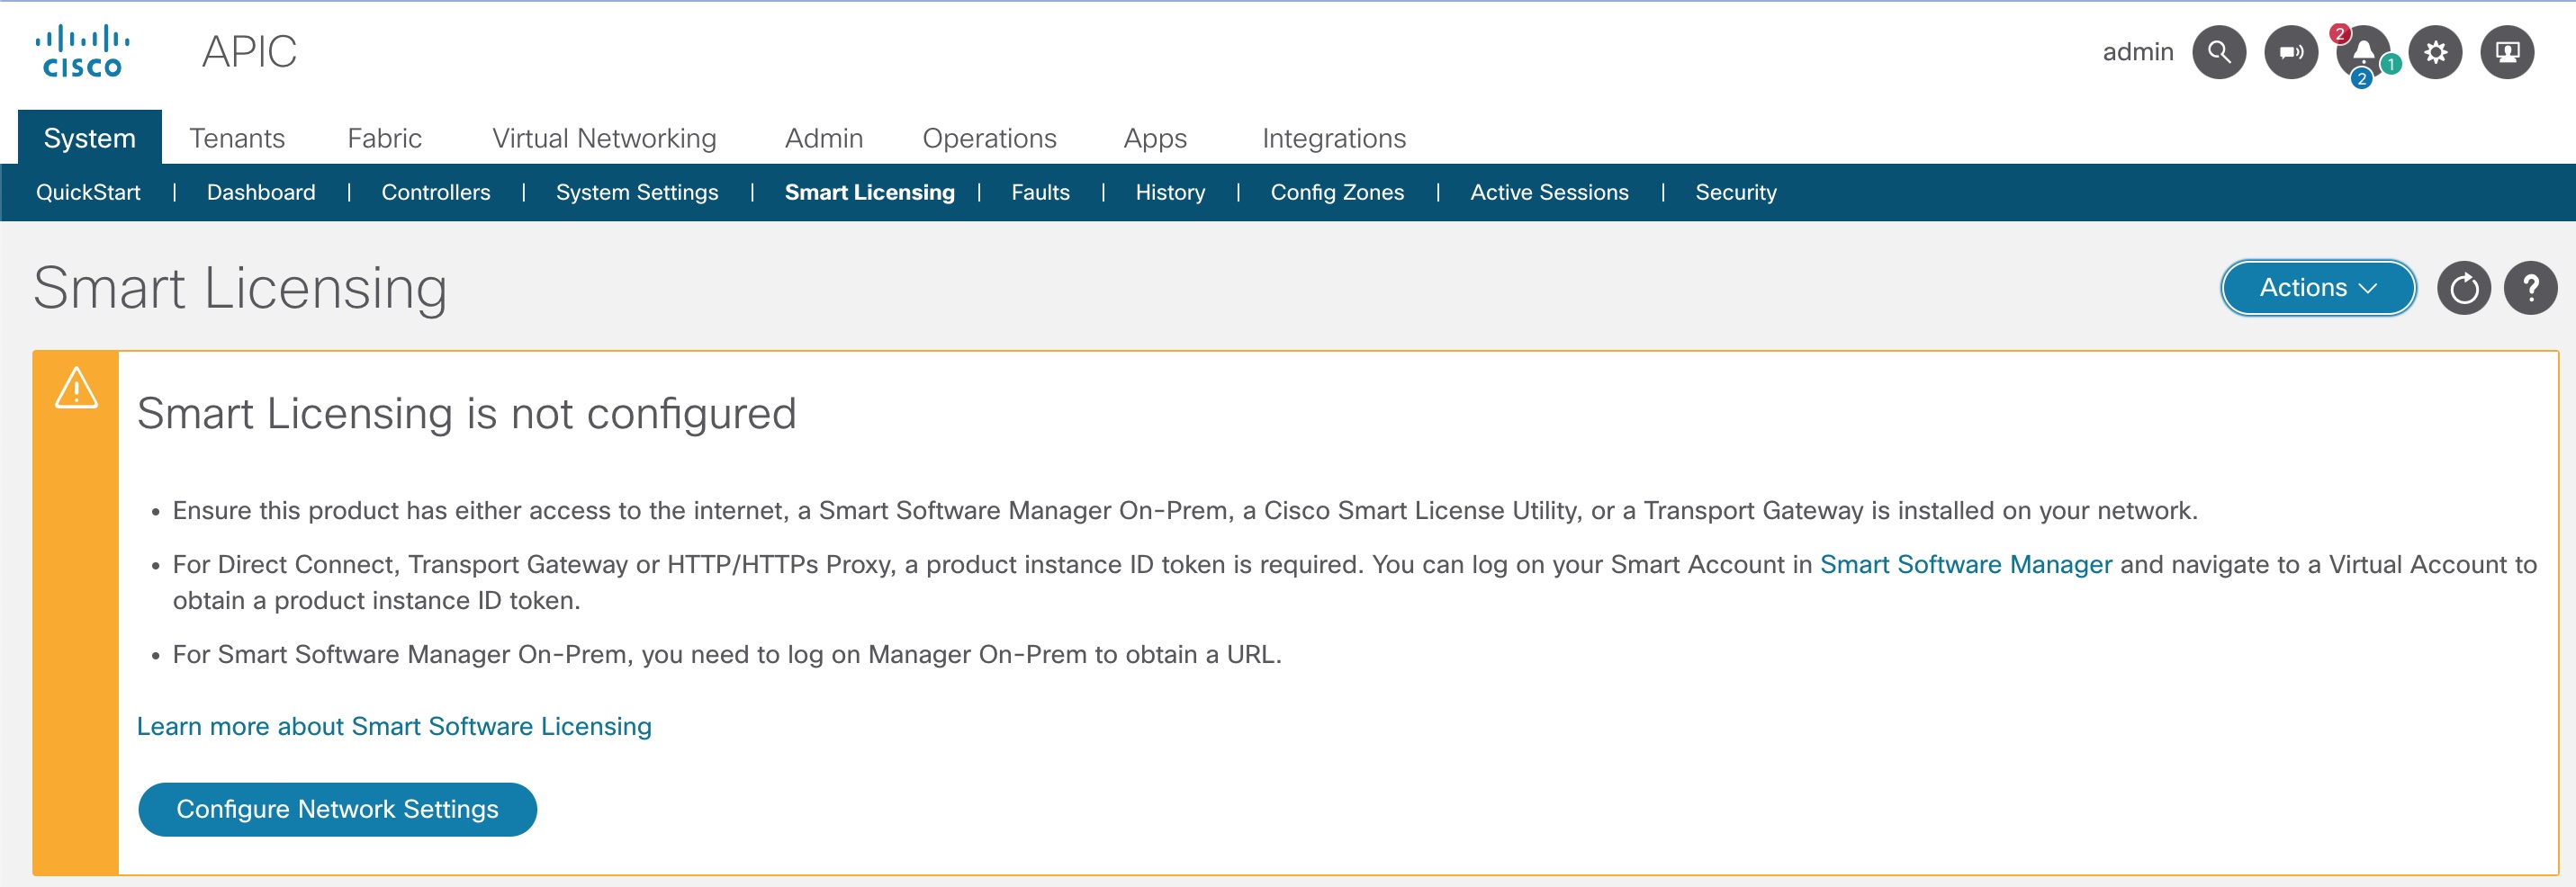 CISCO
APIC
admin
2
1
2
System
Tenants
Fabric
Virtual Networking
Admin
Operations
Apps
Integrations
QuickStart | Dashboard | Controllers | System Settings | Smart Licensing | Faults | History | Config Zones | Active Sessions | Security
Smart Licensing
Actions
?
Smart Licensing is not configured
• Ensure this product has either access to the internet, a Smart Software Manager On-Prem, a Cisco Smart License Utility, or a Transport Gateway is installed on your network.
• For Direct Connect, Transport Gateway or HTTP/HTTPs Proxy, a product instance ID token is required. You can log on your Smart Account in Smart Software Manager and navigate to a Virtual Account to
obtain a product instance ID token.
• For Smart Software Manager On-Prem, you need to log on Manager On-Prem to obtain a URL.
Learn more about Smart Software Licensing
Configure Network Settings